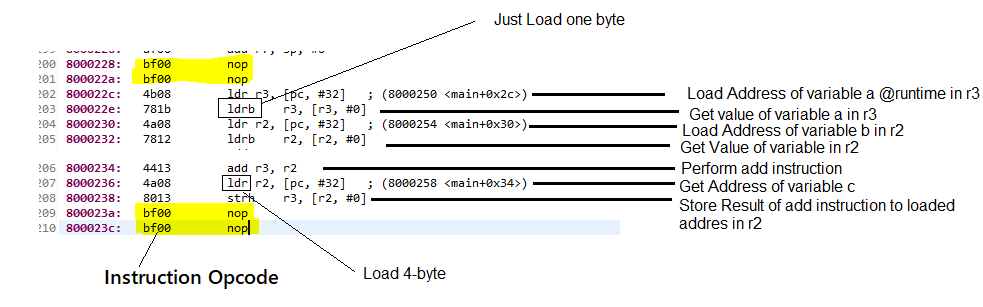 Just Load one byte
200 8000228: bf00 nop
201 800022a: bf00 nop
202 800022c: 4b08 ldr r3, [pc, #32] ; (8000250 <main+0x2c>) Load Address of variable a @runtime in r3
203 800022e: 781b ldrb r3, [r3, #0] Get value of variable a in r3
204 8000230: 4a08 ldr r2, [pc, #32] ; (8000254 <main+0x30>) Load Address of variable b in r2
205 8000232: 7812 ldrb r2, [r2, #0] Get Value of variable in r2
206 8000234: 4413 add r3, r2 Perform add instruction
207 8000236: 4a08 ldr r2, [pc, #32] ; (8000258 <main+0x34>) Get Address of variable c
208 8000238: 8013 strh r3, [r2, #0] Store Result of add instruction to loaded
addres in r2
209 800023a: bf00 nop
210 800023c: bf00 nop
Instruction Opcode
Load 4-byte